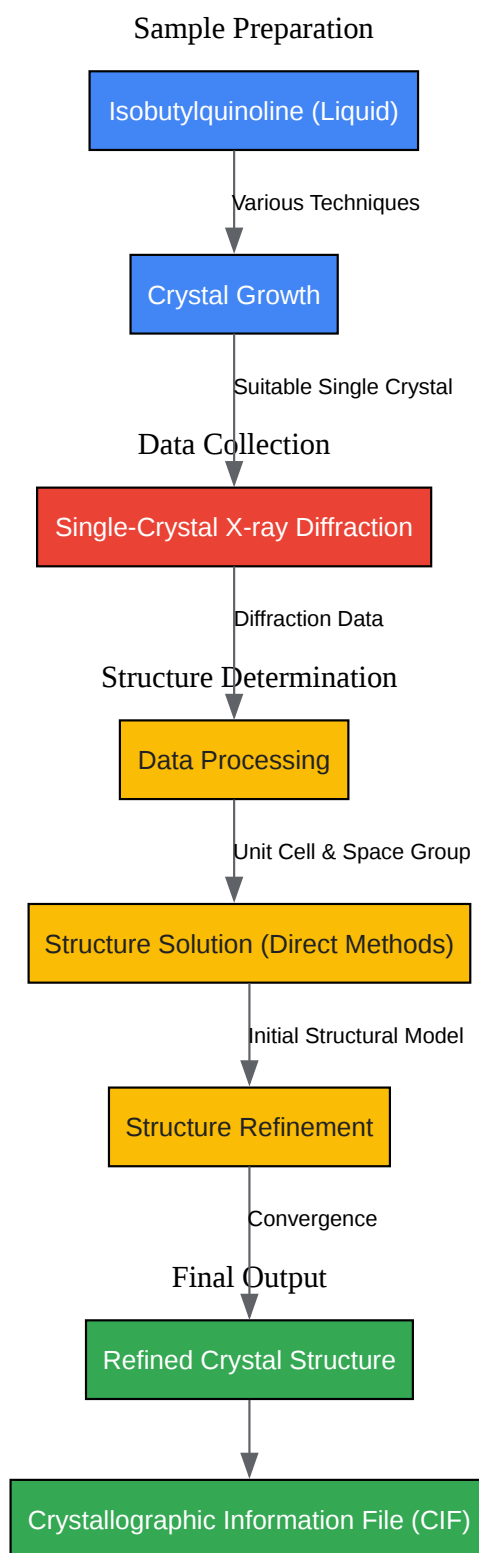 Sample Preparation
Isobutylquinoline (Liquid)
Various Techniques
Crystal Growth
Suitable Single Crystal
Data Collection
Single-Crystal X-ray Diffraction
Diffraction Data
Structure Determination
Data Processing
Unit Cell & Space Group
Structure Solution (Direct Methods)
Initial Structural Model
Structure Refinement
Convergence
Final Output
Refined Crystal Structure
Crystallographic Information File (CIF)